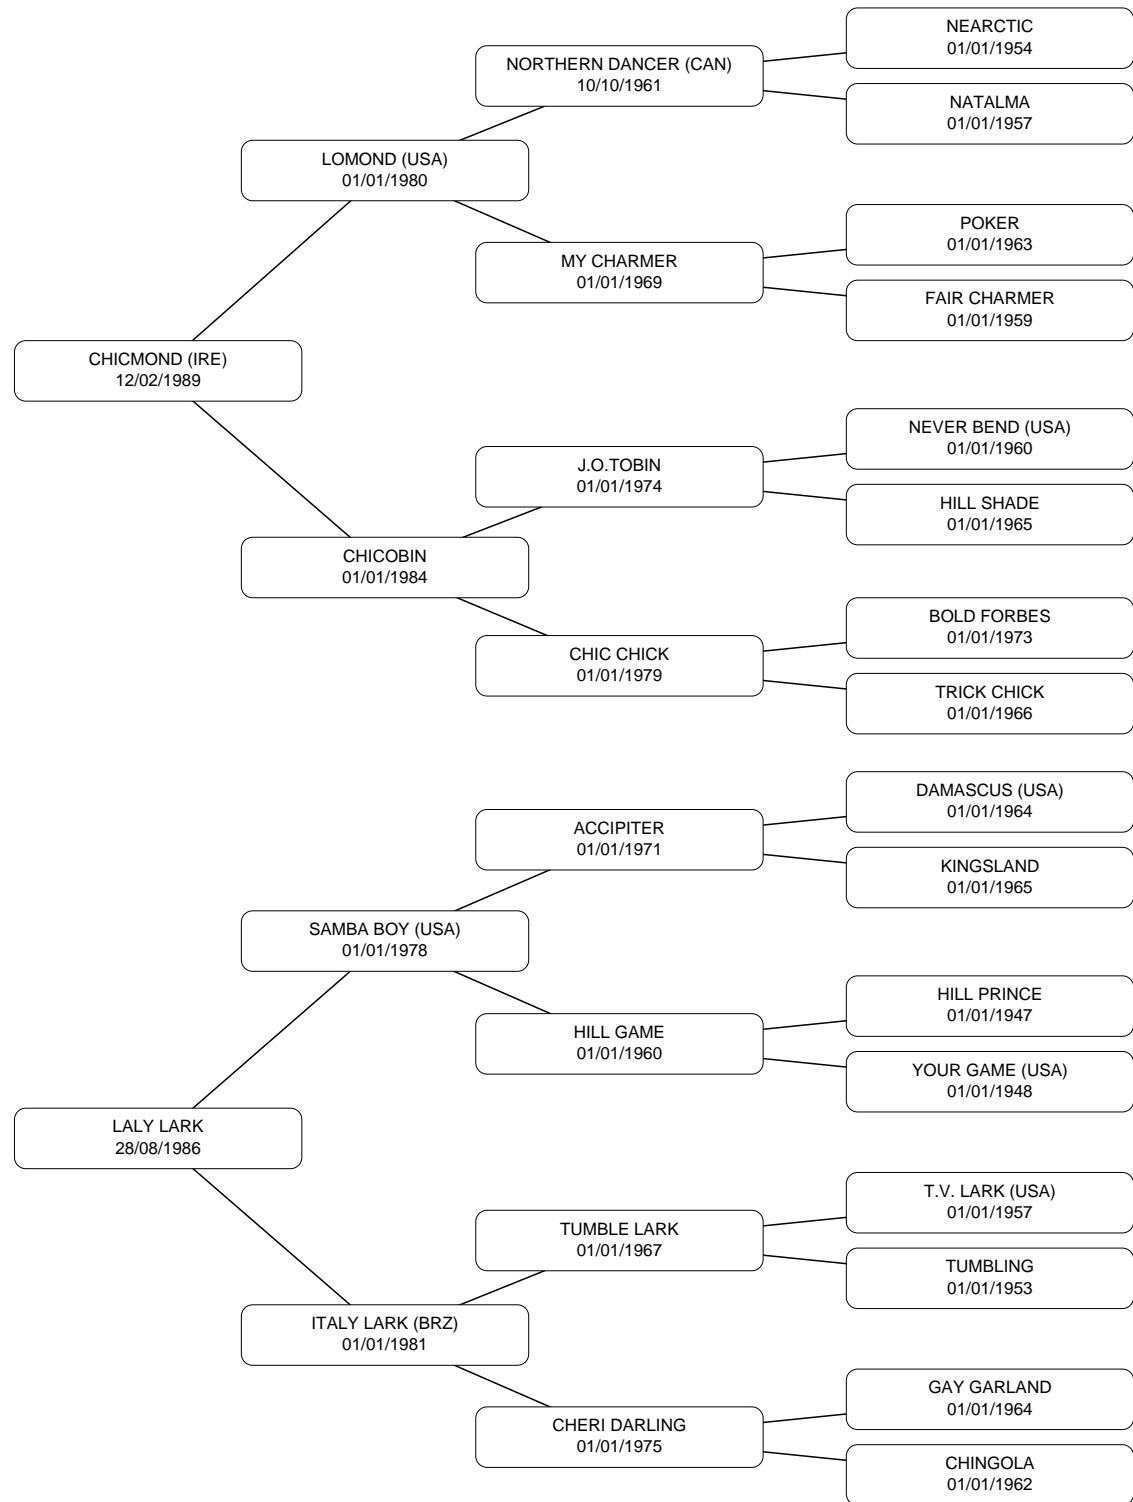 NEARCTIC
01/01/1954
NORTHERN DANCER (CAN)
10/10/1961
NATALMA
01/01/1957
LOMOND (USA)
01/01/1980
POKER
01/01/1963
MY CHARMER
01/01/1969
FAIR CHARMER
01/01/1959
CHICMOND (IRE)
12/02/1989
NEVER BEND (USA)
01/01/1960
J.O.TOBIN
01/01/1974
HILL SHADE
01/01/1965
CHICOBIN
01/01/1984
BOLD FORBES
01/01/1973
CHIC CHICK
01/01/1979
TRICK CHICK
01/01/1966
DAMASCUS (USA)
01/01/1964
ACCIPITER
01/01/1971
KINGSLAND
01/01/1965
SAMBA BOY (USA)
01/01/1978
HILL PRINCE
01/01/1947
HILL GAME
01/01/1960
YOUR GAME (USA)
01/01/1948
LALY LARK
28/08/1986
T.V. LARK (USA)
01/01/1957
TUMBLE LARK
01/01/1967
TUMBLING
01/01/1953
ITALY LARK (BRZ)
01/01/1981
GAY GARLAND
01/01/1964
CHERI DARLING
01/01/1975
CHINGOLA
01/01/1962